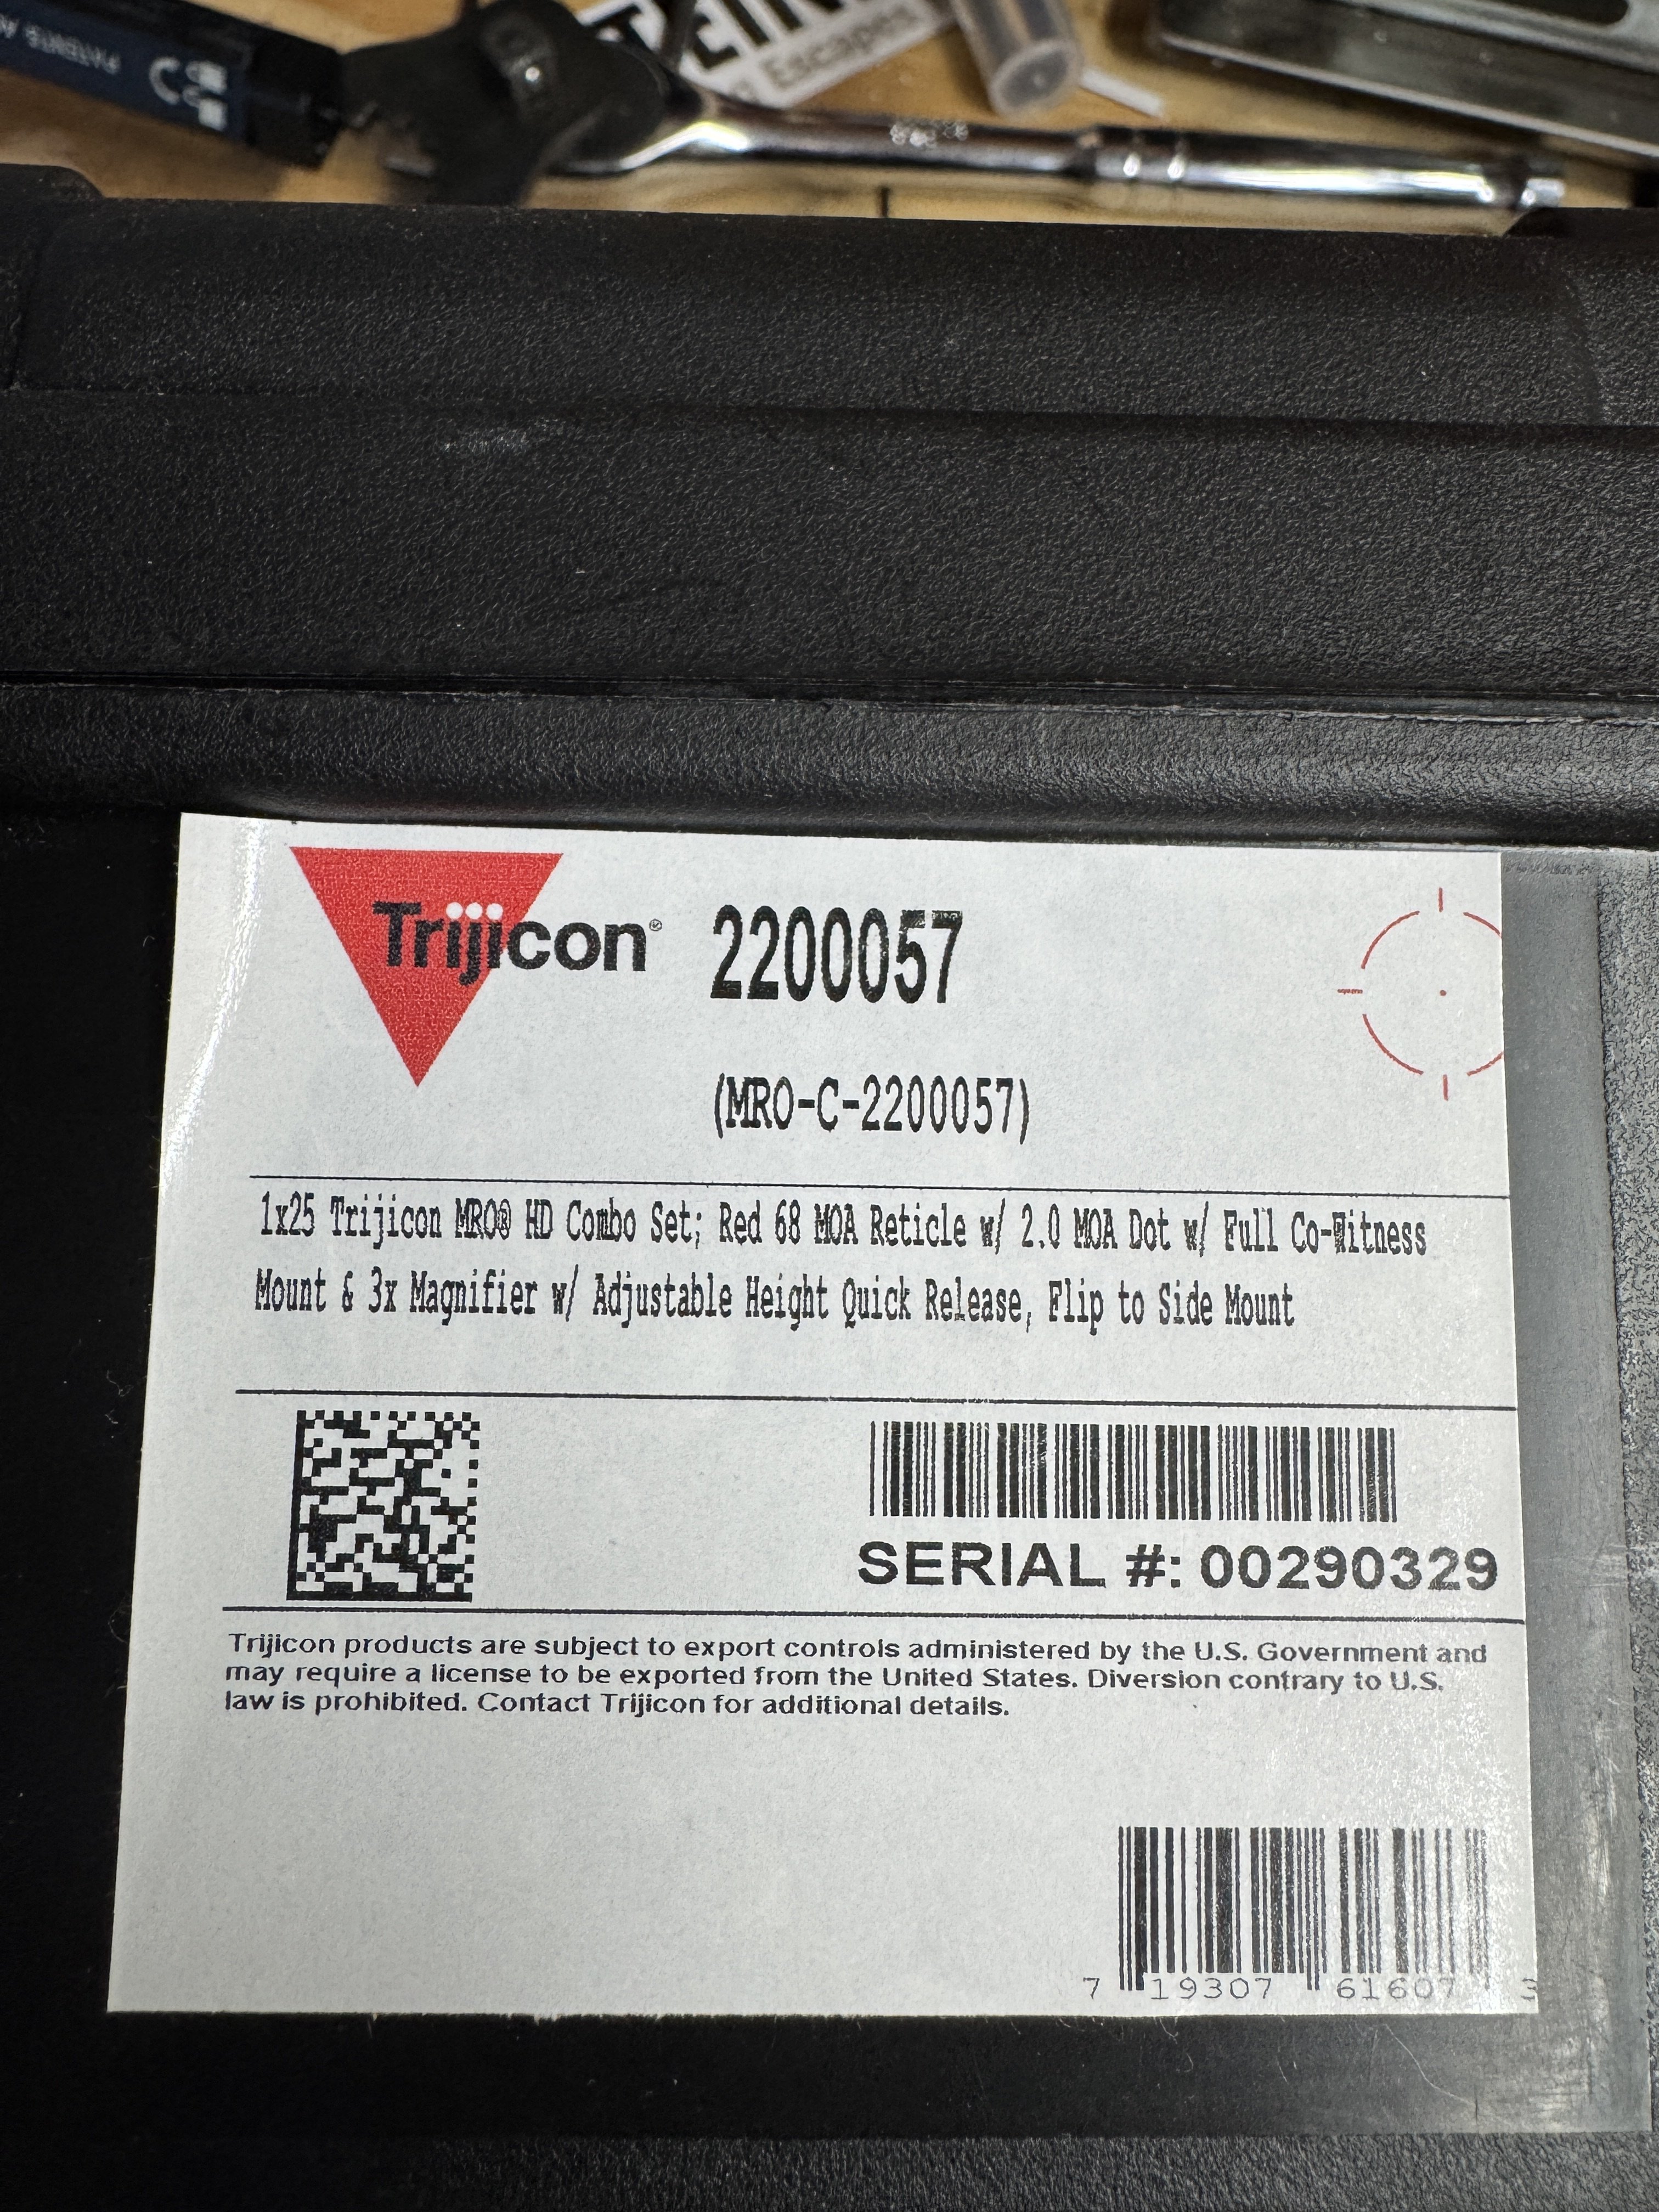 PATENTS
CE
Escapes
Trijicon®
2200057
(MRO-C-2200057)
1x25 Trijicon MRO® HD Combo Set; Red 68 MOA Reticle w/ 2.0 MOA Dot w/ Full Co-Witness
Mount & 3x Magnifier w/ Adjustable Height Quick Release, Flip to Side Mount
SERIAL #: 00290329
Trijicon products are subject to export controls administered by the U.S. Government and
may require a license to be exported from the United States. Diversion contrary to U.S.
law is prohibited. Contact Trijicon for additional details.
7 19307 61607 3